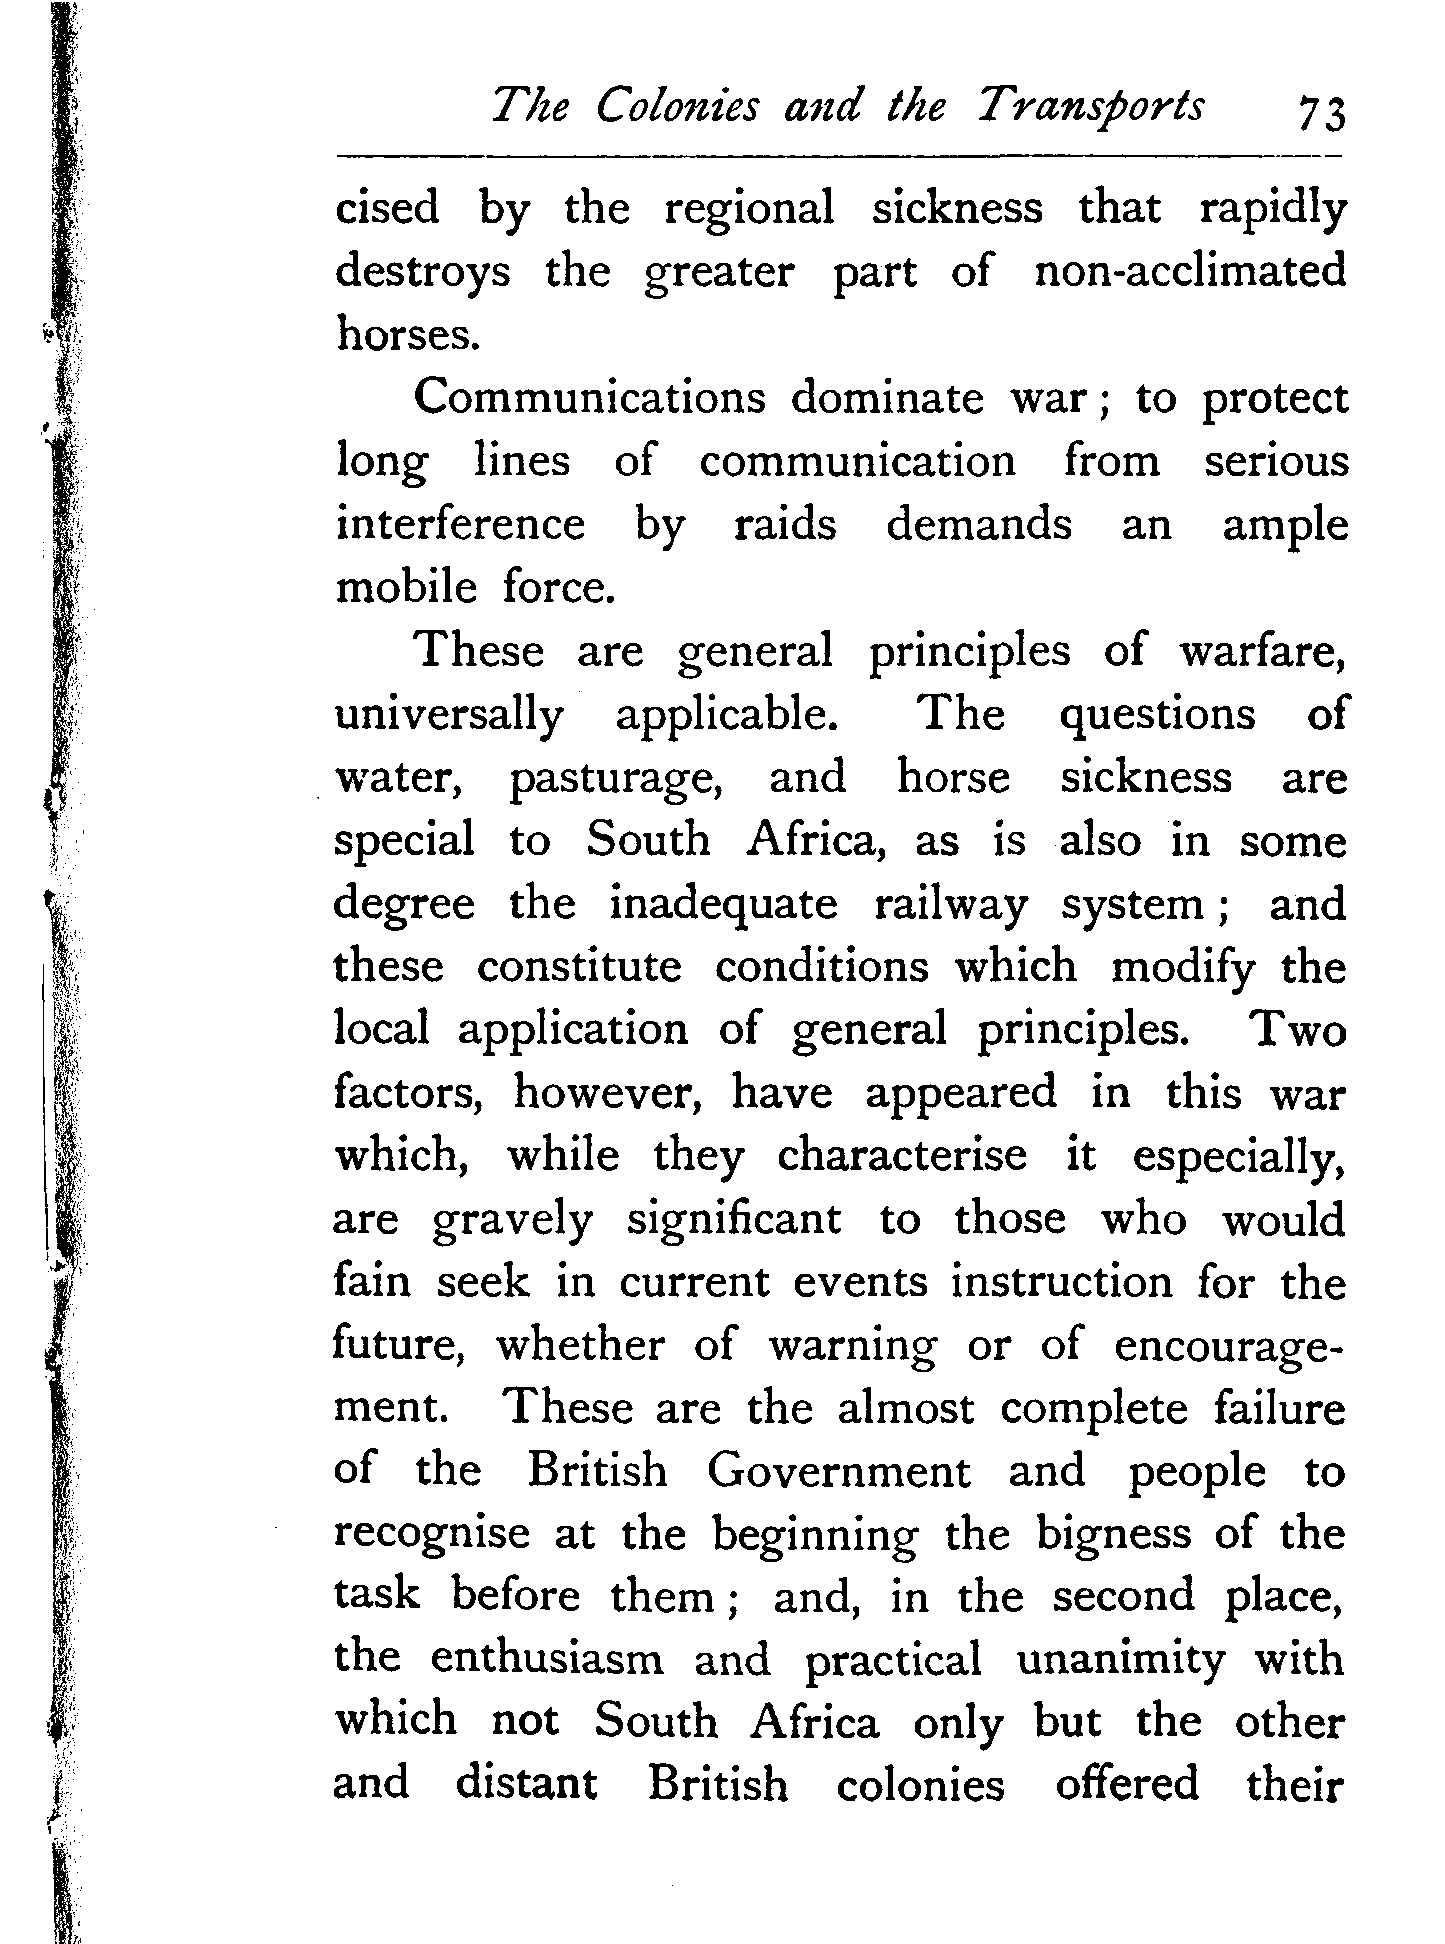 The Colonies and the Transports 73
cised by the regional sickness that rapidly
destroys the greater part of non-acclimated
horses.
Communications dominate war; to protect
long lines of communication from serious
interference by raids demands an ample
mobile force.
These are general principles of warfare,
universally applicable. The questions of
water, pasturage, and horse sickness are
special to South Africa, as is also in some
degree the inadequate railway system; and
these constitute conditions which modify the
local application of general principles. Two
factors, however, have appeared in this war
which, while they characterise it especially,
are gravely significant to those who would
fain seek in current events instruction for the
future, whether of warning or of encourage-
ment. These are the almost complete failure
of the British Government and people to
recognise at the beginning the bigness of the
task before them; and, in the second place,
the enthusiasm and practical unanimity with
which not South Africa only but the other
and distant British colonies offered their